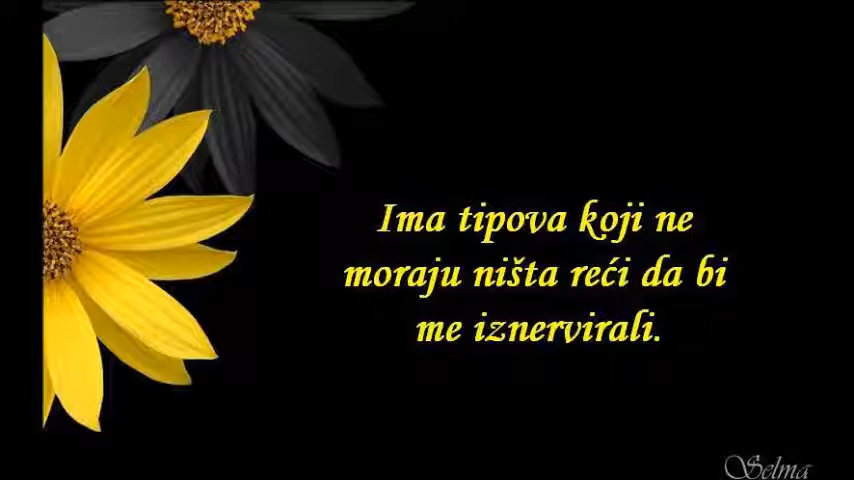 Ima tipova koji ne
moraju ništa reći da bi
me iznervirali.
Selma